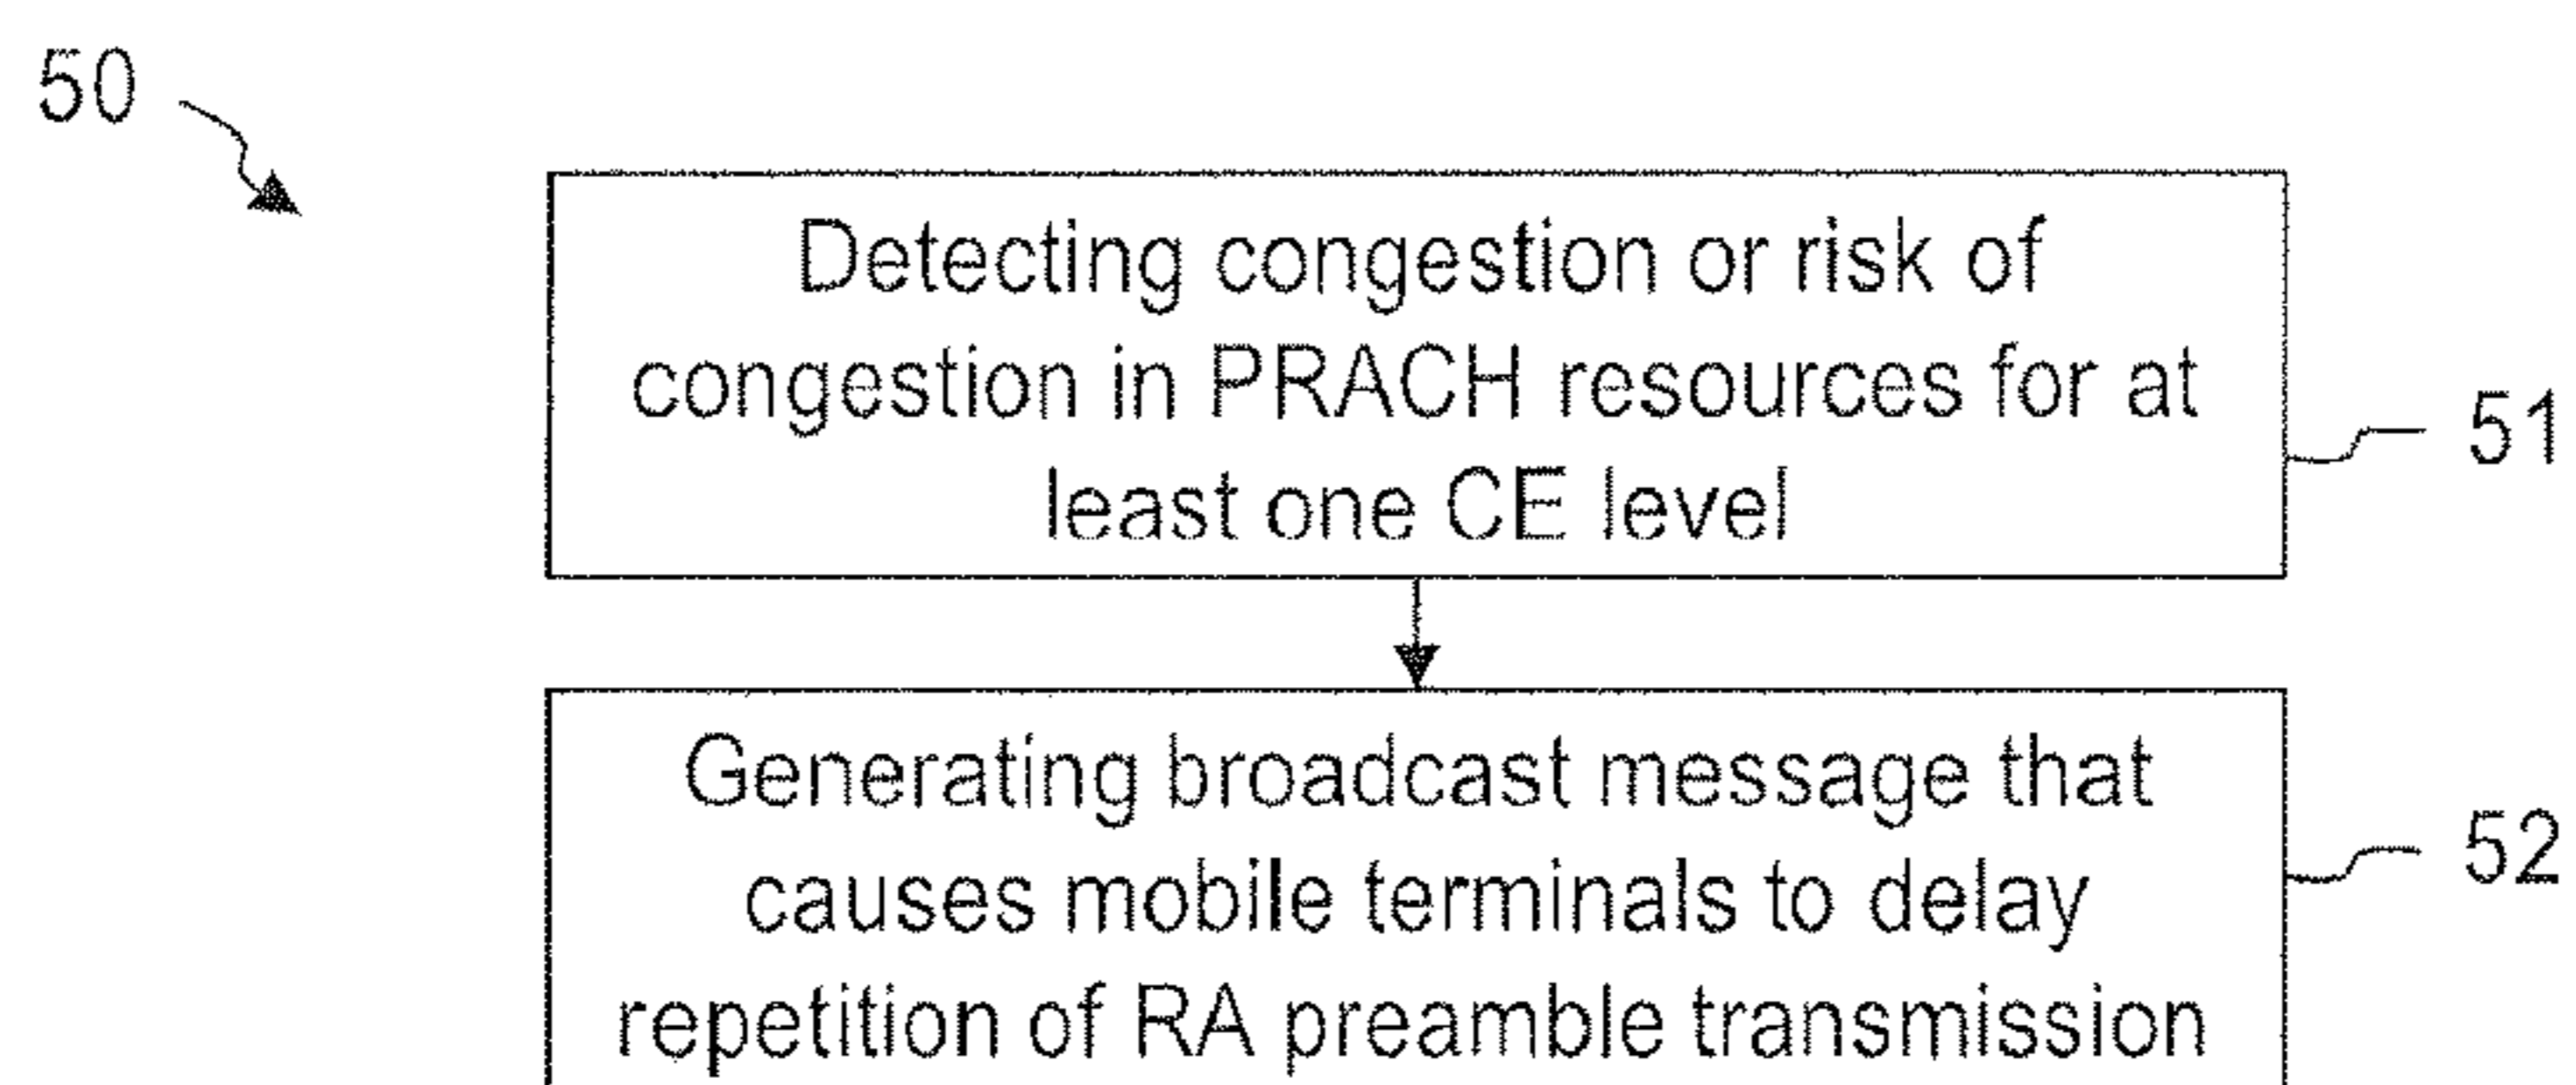 50
Detecting congestion or risk of
congestion in PRACH resources for at
least one CE level
51
Generating broadcast message that
causes mobile terminals to delay
repetition of RA preamble transmission
52